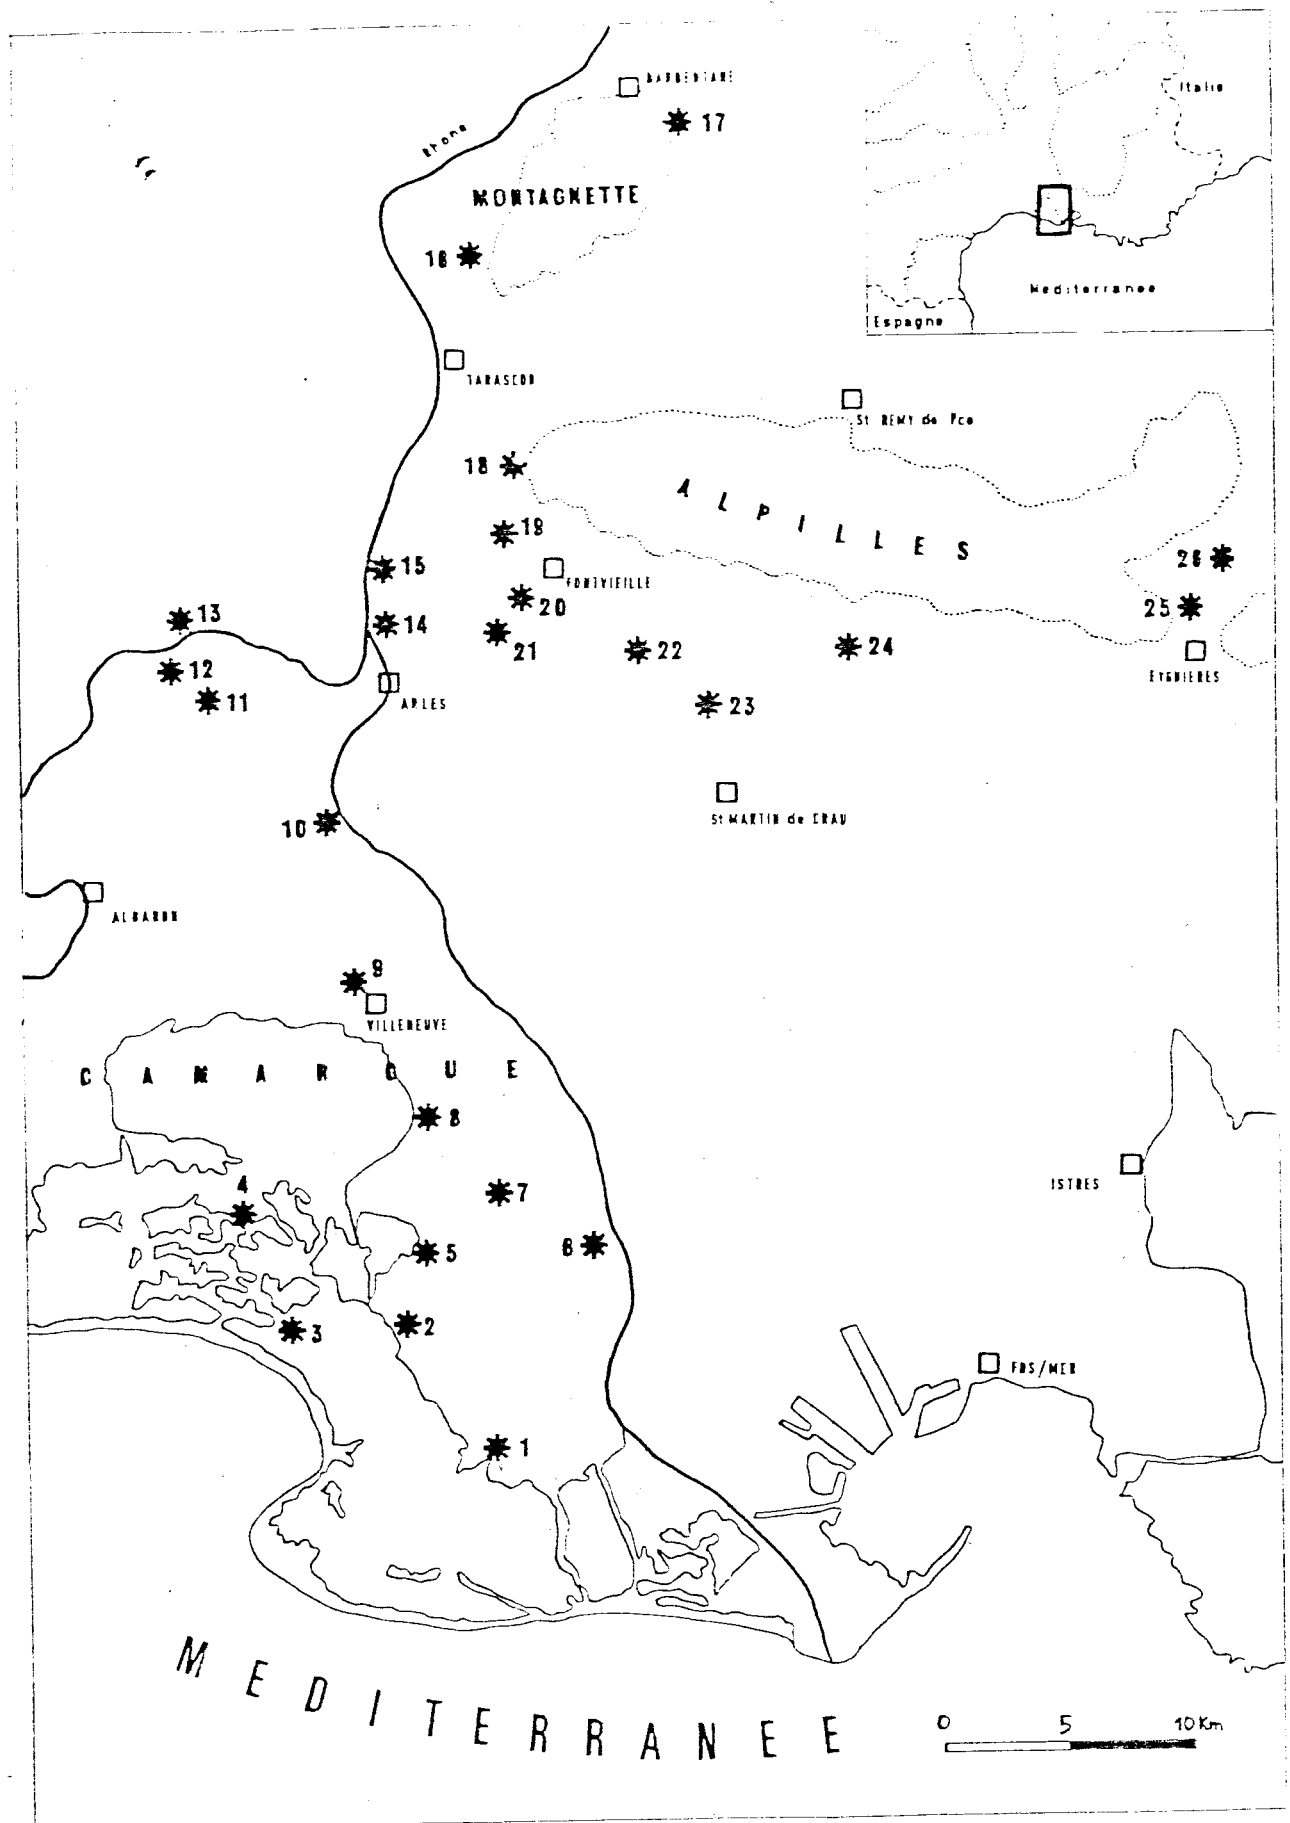 BARBENTANE
17
Rhone
MONTAGNETTE
16
Italie
Mediterranee
Espagne
TARASCON
St REMY de Pce
18
ALPILLES
19
15
FONTVIEILLE
26
20
25
13
14
21
22
24
12
11
ARLES
23
EYGUIERES
10
St MARTIN de CRAU
ALBARON
9
VILLENEUVE
CAMARGUE
8
4
7
ISTRES
5
6
3
2
FOS/MER
1
MEDITERRANEE
0 5 10 Km